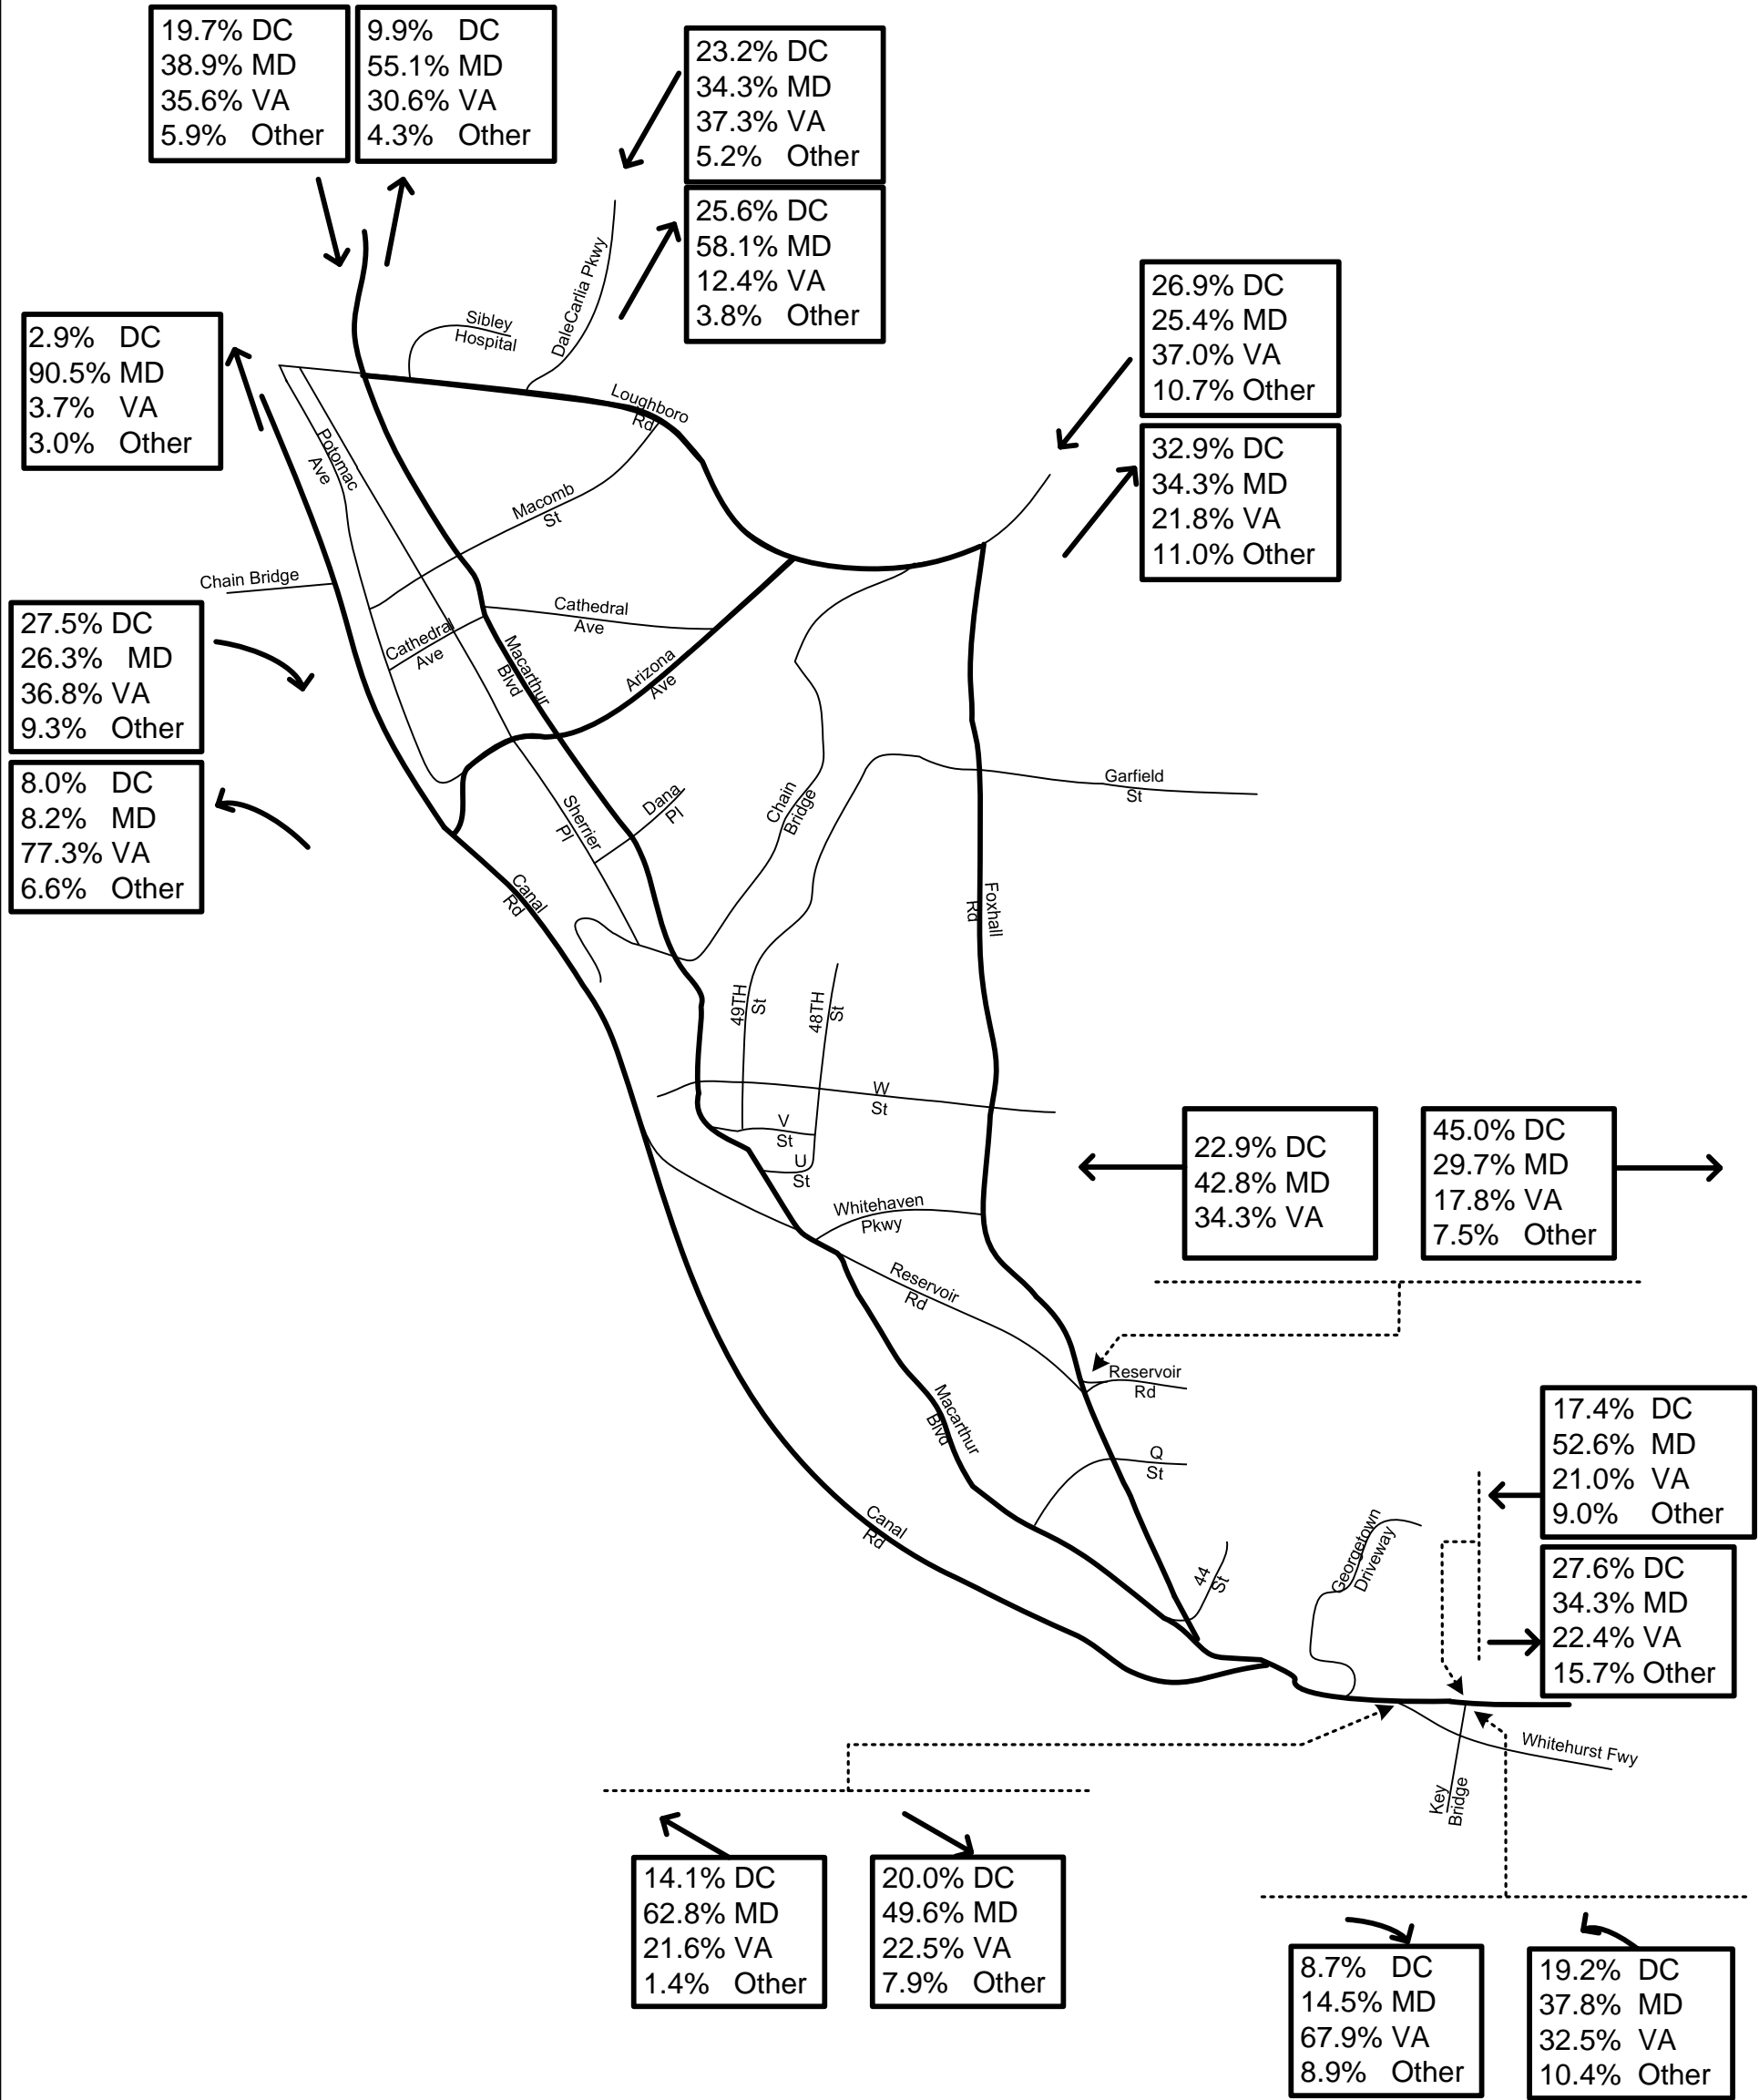 19.7% DC
38.9% MD
35.6% VA
5.9% Other
9.9% DC
55.1% MD
30.6% VA
4.3% Other
23.2% DC
34.3% MD
37.3% VA
5.2% Other
25.6% DC
58.1% MD
12.4% VA
3.8% Other
26.9% DC
25.4% MD
37.0% VA
10.7% Other
32.9% DC
34.3% MD
21.8% VA
11.0% Other
2.9% DC
90.5% MD
3.7% VA
3.0% Other
Sibley
Hospital
DaleCarlia Pkwy
Loughboro
Rd
Potomac
Ave
Macomb
St
Chain Bridge
27.5% DC
26.3% MD
36.8% VA
9.3% Other
8.0% DC
8.2% MD
77.3% VA
6.6% Other
Cathedral
Ave
Cathedral
Ave
Macarthur
Blvd
Arizona
Ave
Garfield
St
Chain
Bridge
Dana
Pl
Sherrier
Pl
Canal
Rd
Foxhall
Rd
49TH
St
48TH
St
W
St
V
St
U
St
Whitehaven
Pkwy
22.9% DC
42.8% MD
34.3% VA
45.0% DC
29.7% MD
17.8% VA
7.5% Other
Reservoir
Rd
Reservoir
Rd
Macarthur
Blvd
Q
St
Canal
Rd
44
St
Georgetown
Driveway
17.4% DC
52.6% MD
21.0% VA
9.0% Other
27.6% DC
34.3% MD
22.4% VA
15.7% Other
Whitehurst Fwy
Key
Bridge
14.1% DC
62.8% MD
21.6% VA
1.4% Other
20.0% DC
49.6% MD
22.5% VA
7.9% Other
8.7% DC
14.5% MD
67.9% VA
8.9% Other
19.2% DC
37.8% MD
32.5% VA
10.4% Other